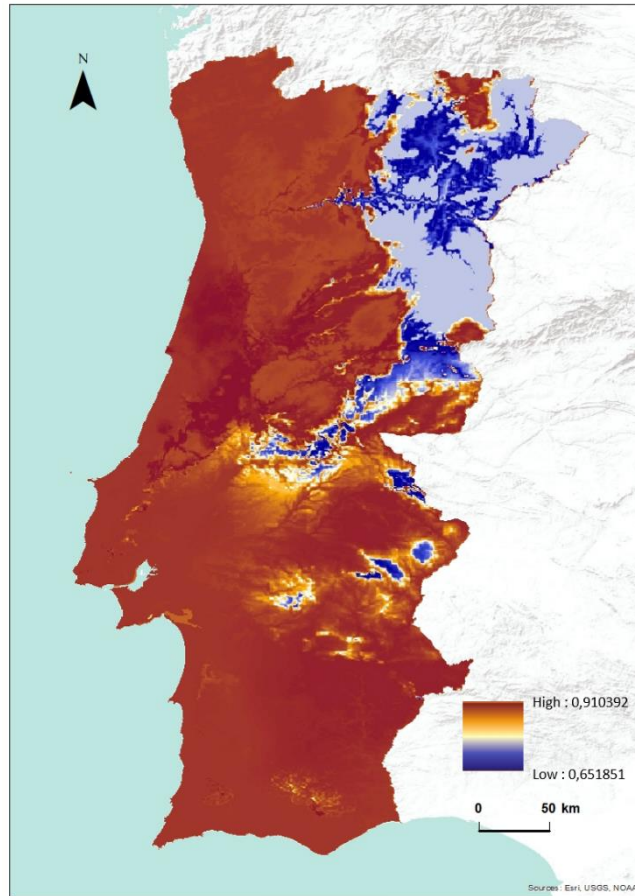 N
High : 0,910392
Low : 0,651851
0 50 km
Sources: Esri, USGS, NOAA